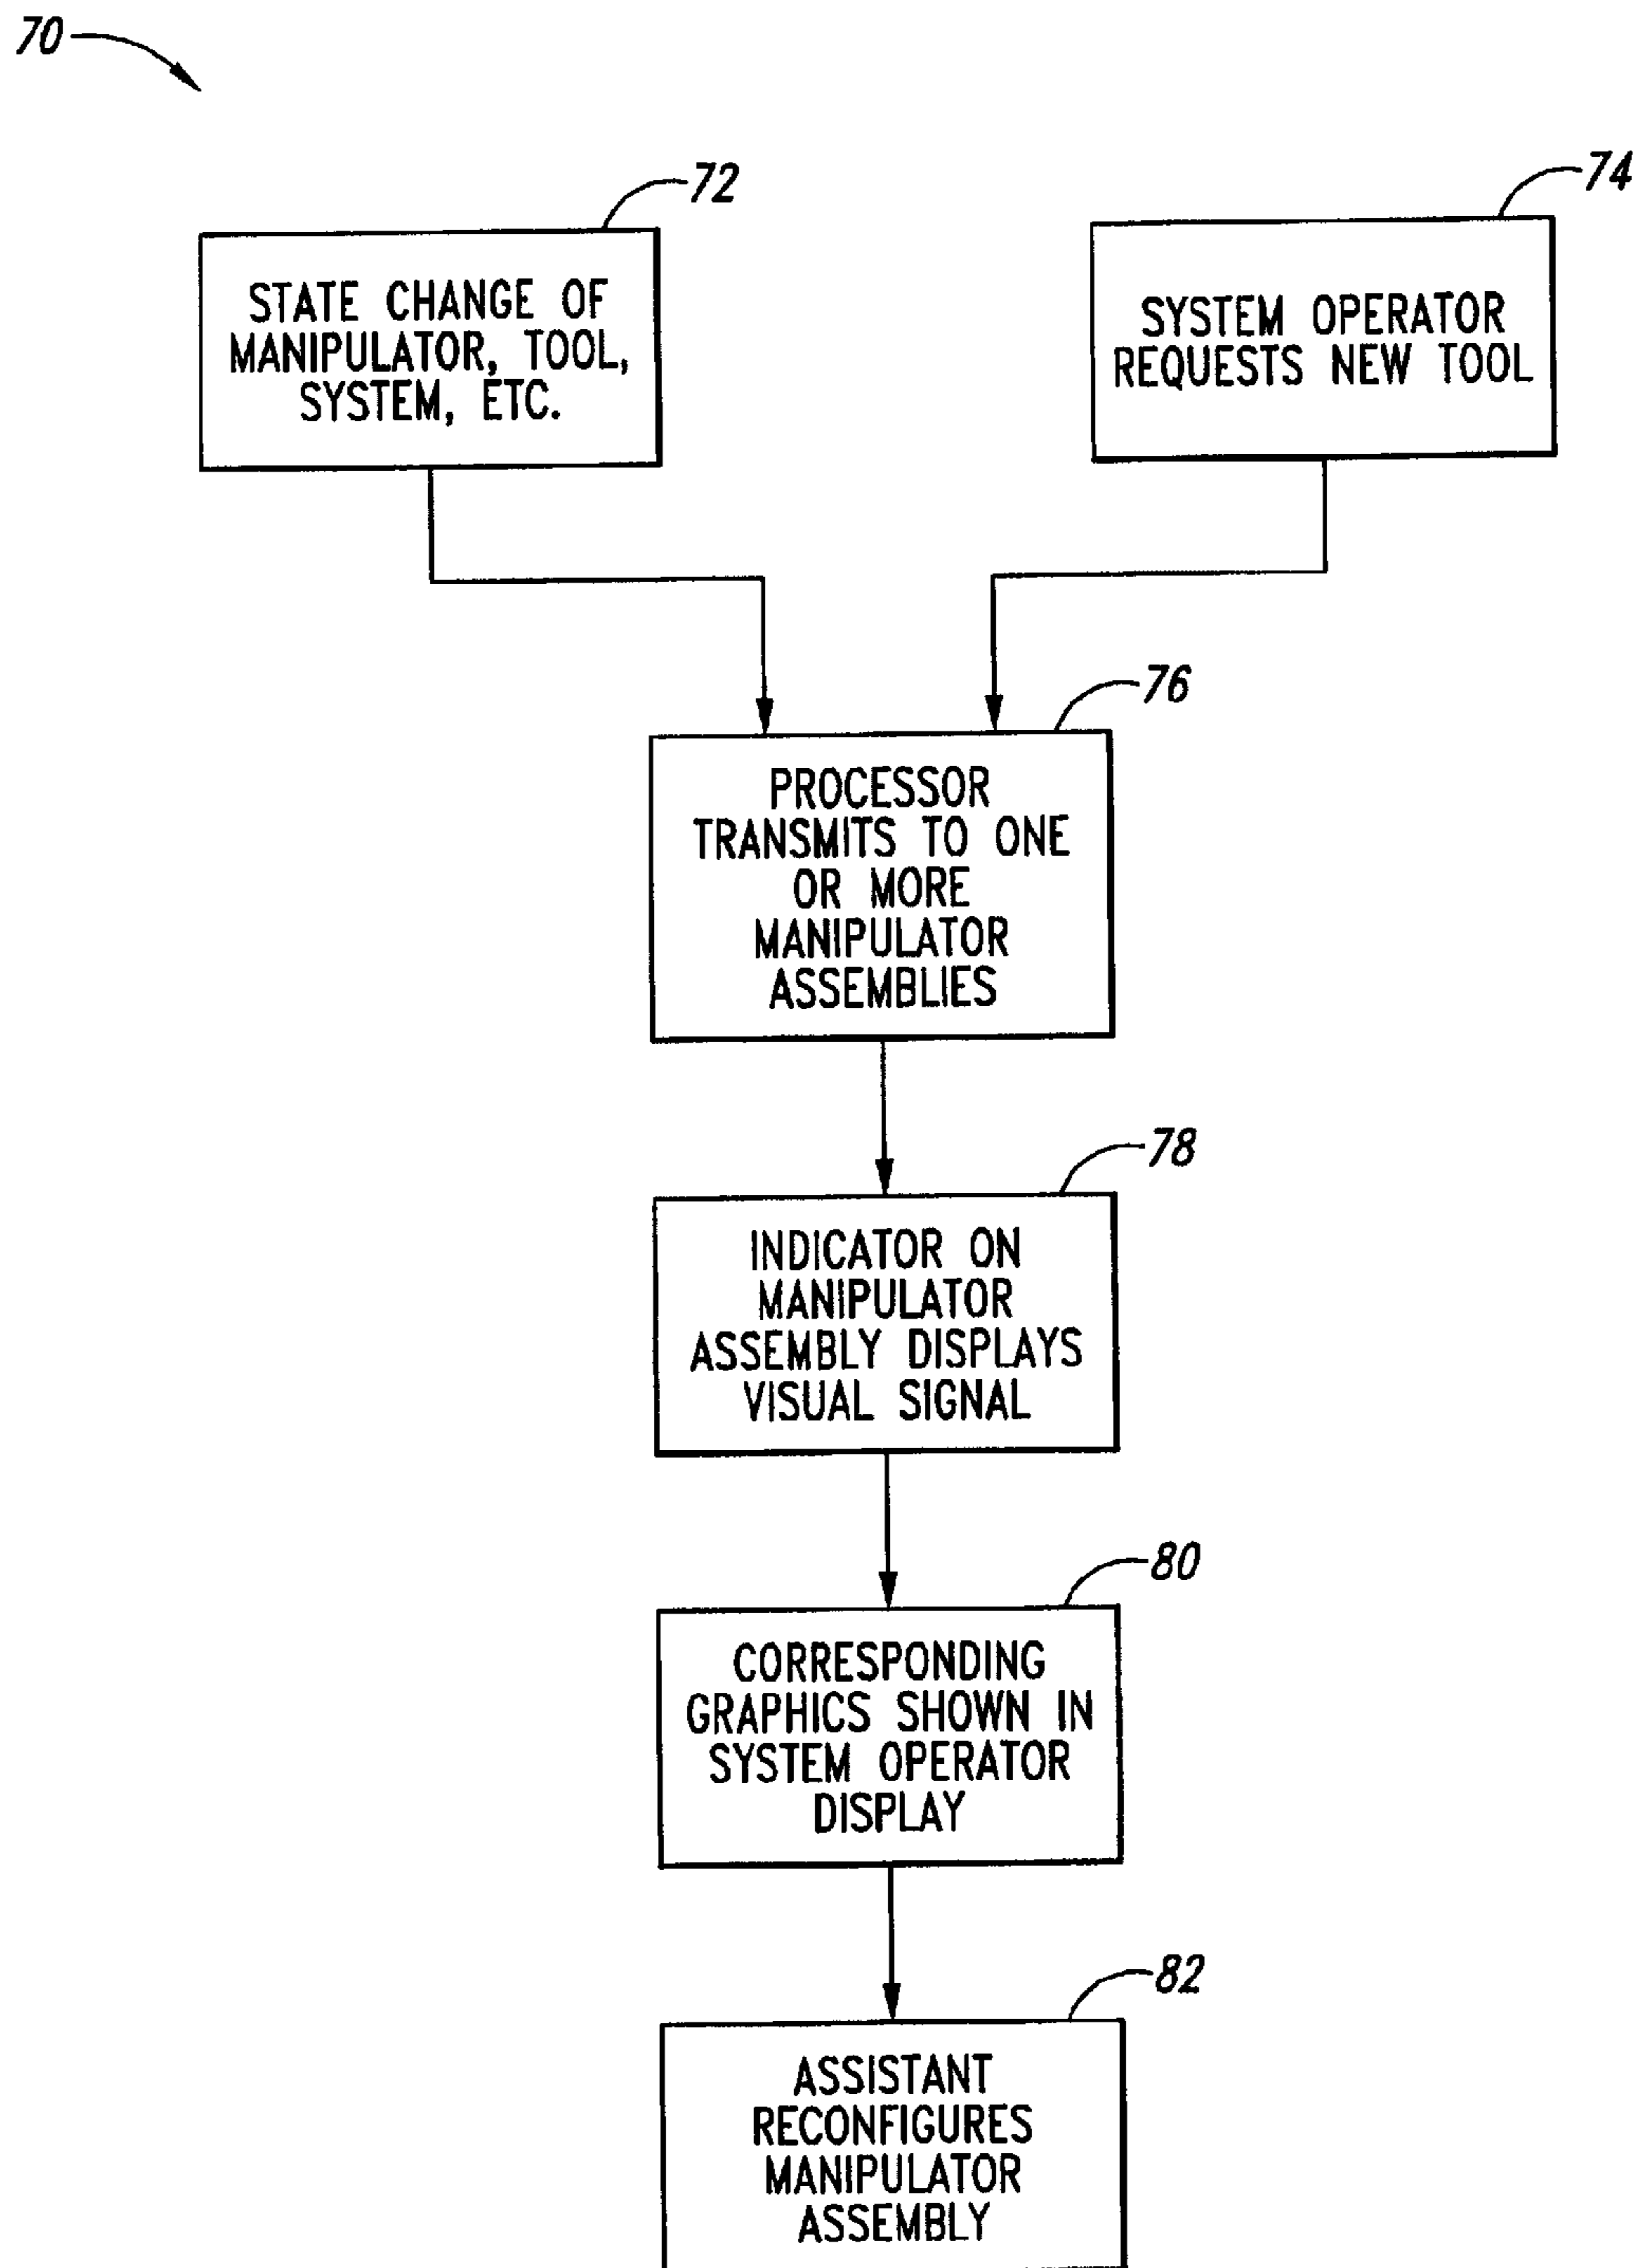 70
72
STATE CHANGE OF
MANIPULATOR, TOOL,
SYSTEM, ETC.
74
SYSTEM OPERATOR
REQUESTS NEW TOOL
76
PROCESSOR
TRANSMITS TO ONE
OR MORE
MANIPULATOR
ASSEMBLIES
78
INDICATOR ON
MANIPULATOR
ASSEMBLY DISPLAYS
VISUAL SIGNAL
80
CORRESPONDING
GRAPHICS SHOWN IN
SYSTEM OPERATOR
DISPLAY
82
ASSISTANT
RECONFIGURES
MANIPULATOR
ASSEMBLY